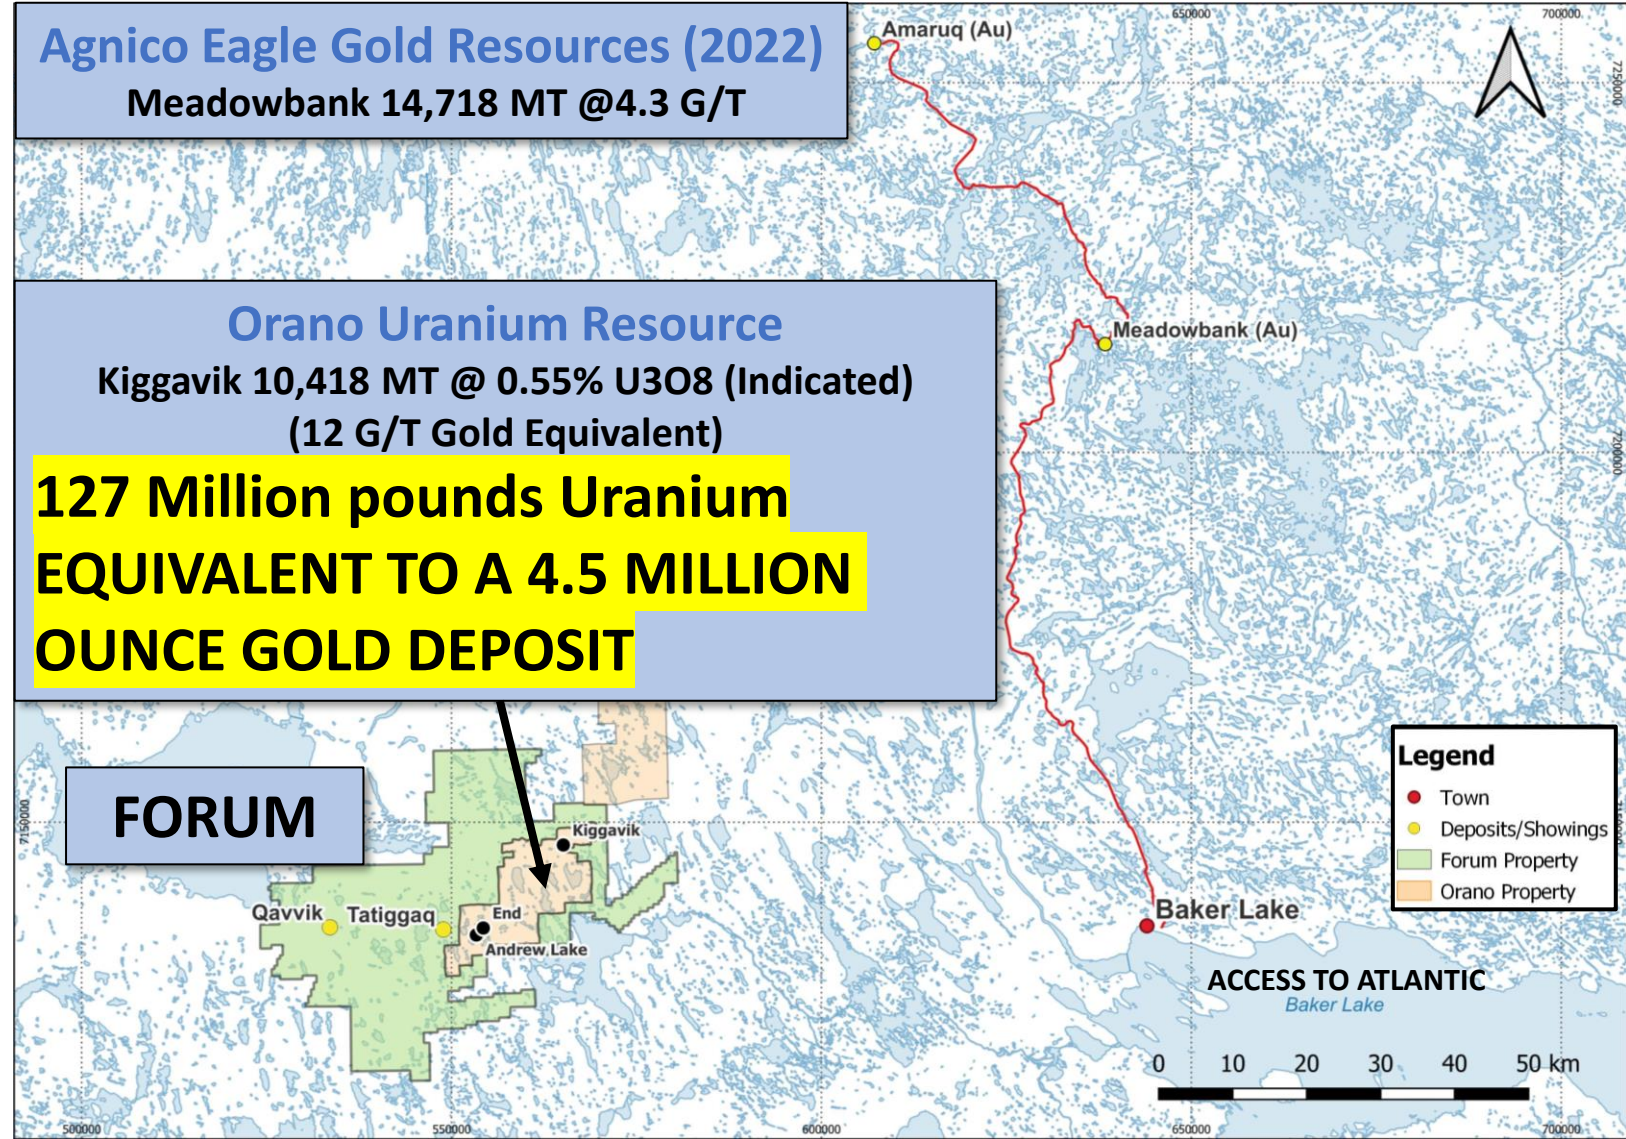 Agnico Eagle Gold Resources (2022)
Meadowbank 14,718 MT @4.3 G/T
650000
700000
Amaruq (Au)
7250000
Orano Uranium Resource
Kiggavik 10,418 MT @ 0.55% U3O8 (Indicated)
(12 G/T Gold Equivalent)
127 Million pounds Uranium
EQUIVALENT TO A 4.5 MILLION
OUNCE GOLD DEPOSIT
Meadowbank (Au)
7200000
FORUM
7150000
Kiggavik
Qavvik
Tatiggaq
End
Andrew Lake
Legend
Town
Deposits/Showings
Forum Property
Orano Property
Baker Lake
ACCESS TO ATLANTIC
Baker Lake
0 10 20 30 40 50 km
500000
550000
600000
650000
700000